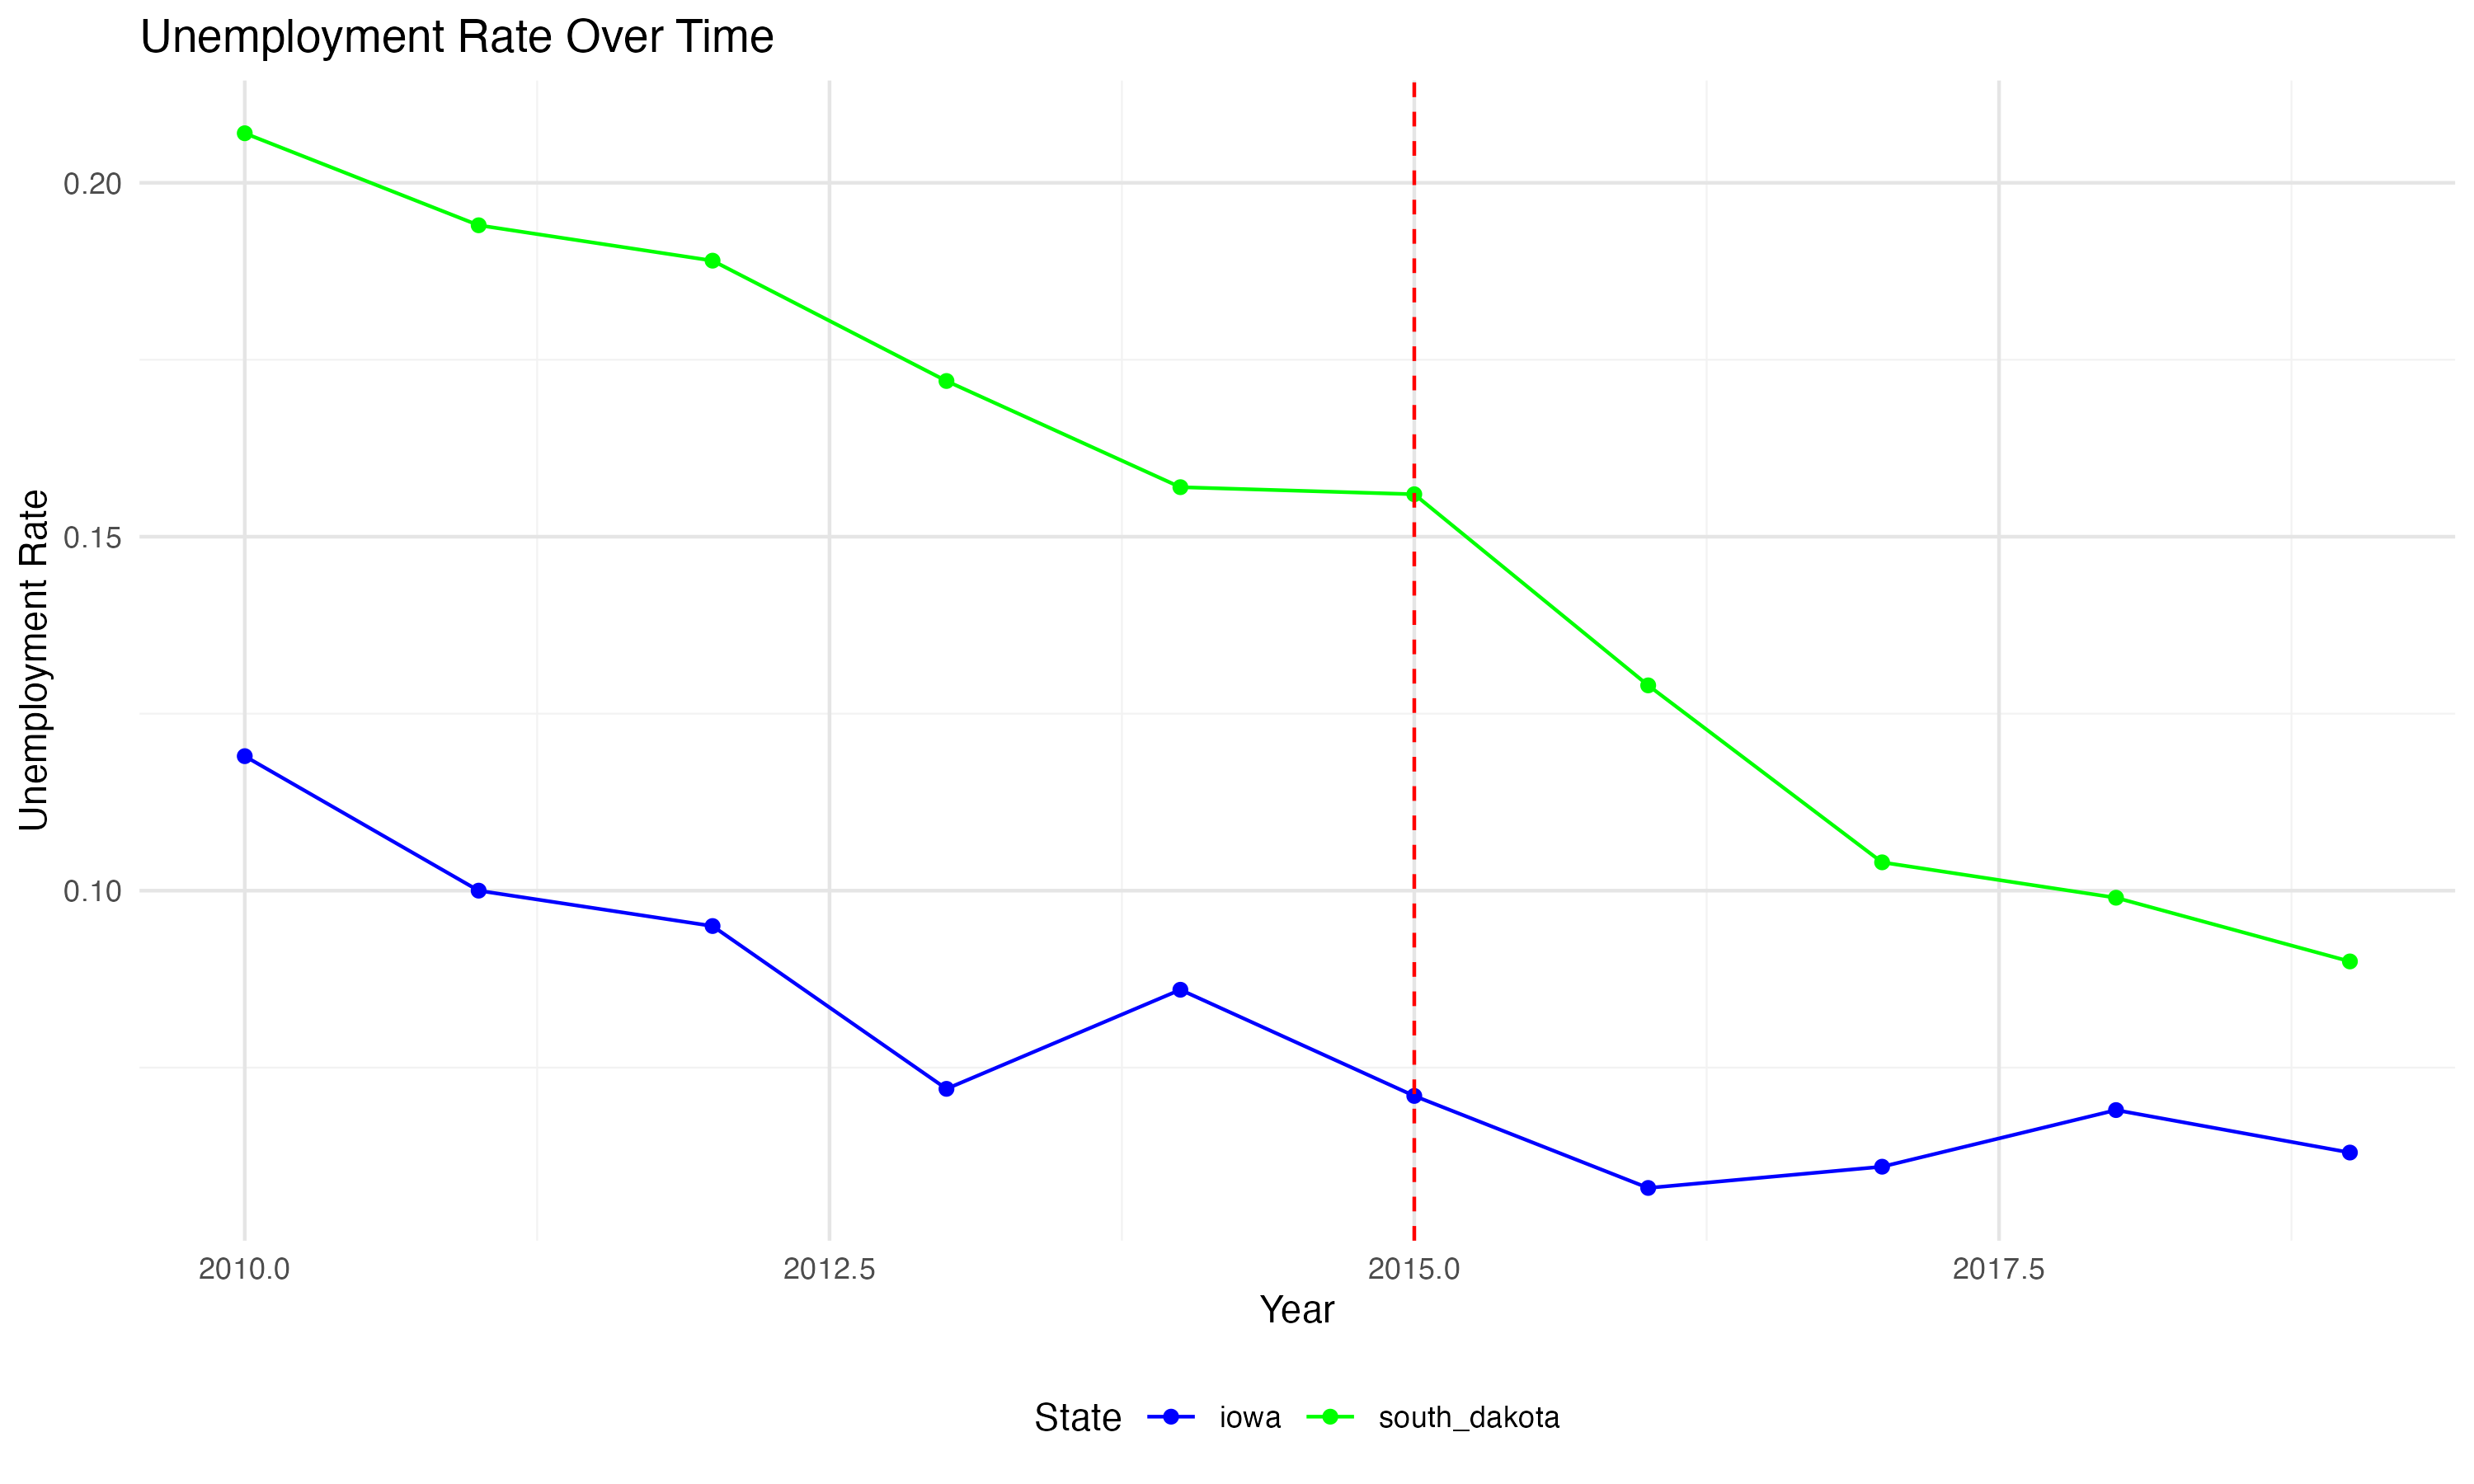 Unemployment Rate Over Time
Unemployment Rate
0.20
0.15
0.10
2010.0
2012.5
2015.0
2017.5
Year
State
iowa
south_dakota